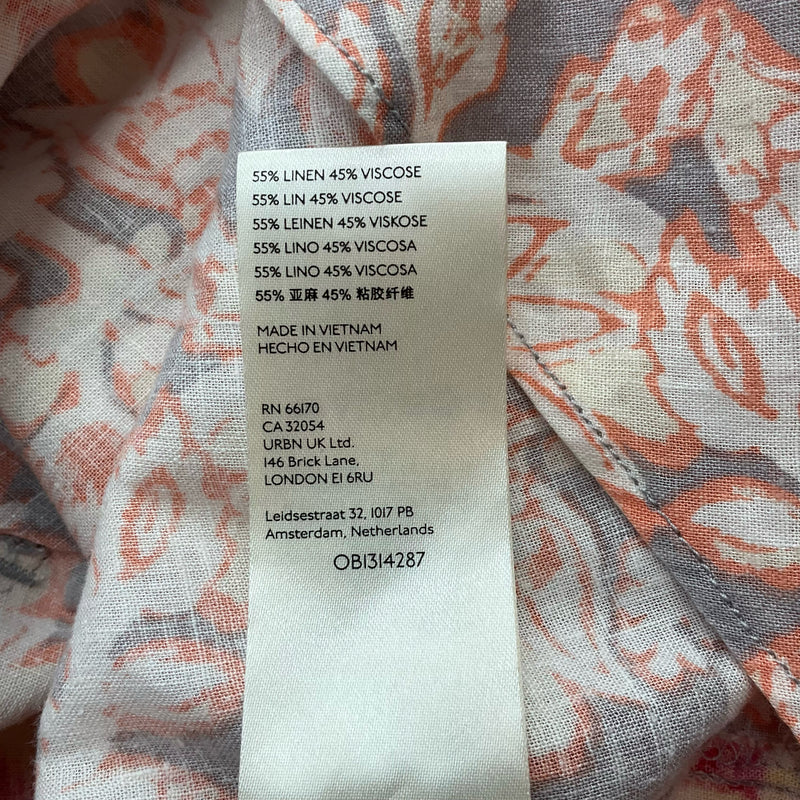 55% LINEN 45% VISCOSE
55% LIN 45% VISCOSE
55% LEINEN 45% VISKOSE
55% LINO 45% VISCOSA
55% LINO 45% VISCOSA
55% 亚麻 45% 粘胶纤维
MADE IN VIETNAM
HECHO EN VIETNAM
RN 66170
CA 32054
URBN UK Ltd.
146 Brick Lane,
LONDON E1 6RU
Leidsestraat 32, 1017 PB
Amsterdam, Netherlands
OB1314287